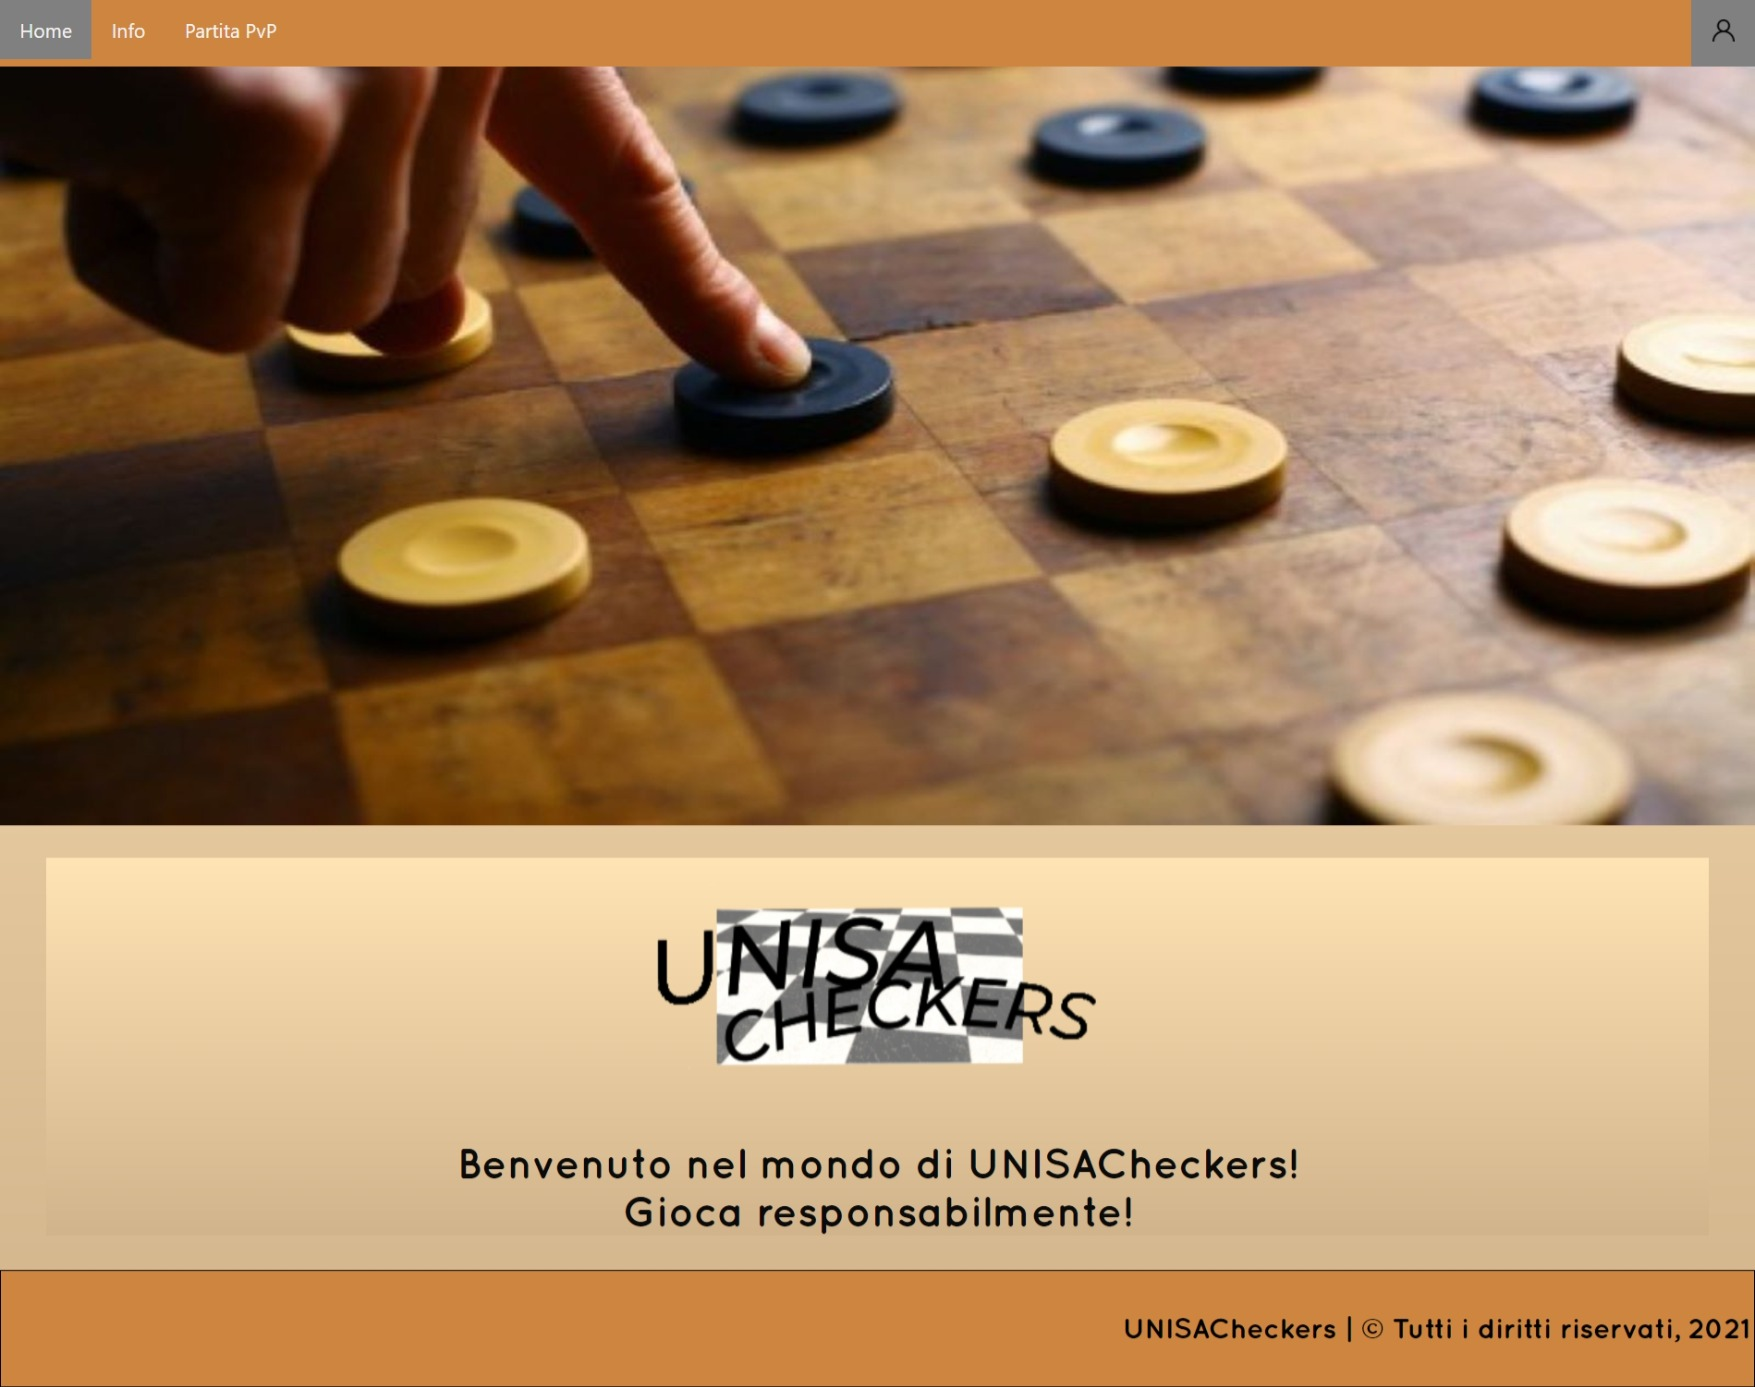 Home Info Partita PvP
UNISA
CHECKERS
Benvenuto nel mondo di UNISACheckers!
Gioca responsabilmente!
UNISACheckers | © Tutti i diritti riservati, 2021